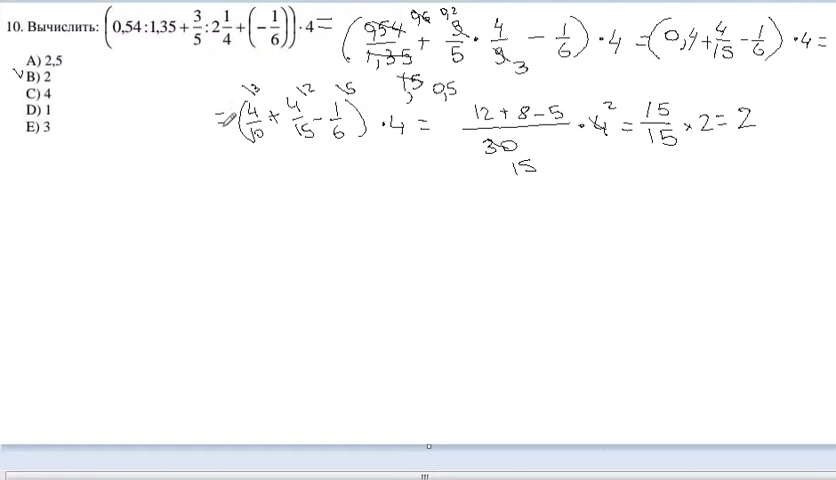 10. Вычислить: (0,54:1,35 + 3/5 : 2 1/4 + (-1/6)) · 4 = (0,54/1,35 + 3/5 · 4/9 - 1/6) · 4 = (0,4 + 4/15 - 1/6) · 4 =
A) 2,5
B) 2
C) 4
D) 1
E) 3
= (4/10 + 4/15 - 1/6) · 4 = (12 + 8 - 5)/30 · 4 = 15/15 × 2 = 2